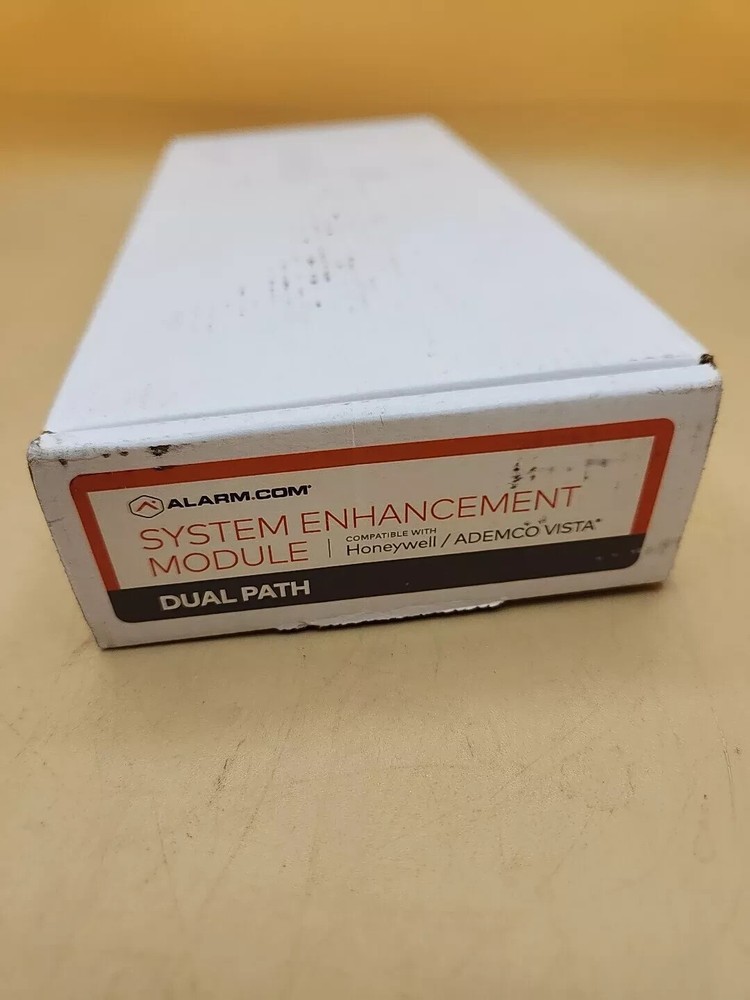 ALARM.COM®
SYSTEM ENHANCEMENT
MODULE | COMPATIBLE WITH
Honeywell / ADEMCO VISTA®
DUAL PATH